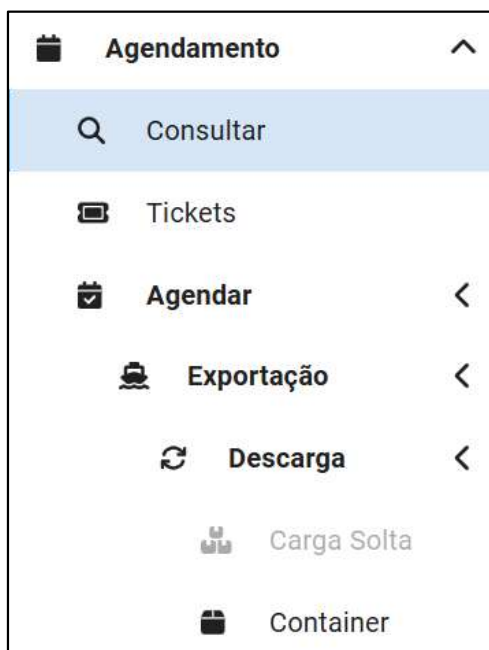 Agendamento
Consultar
Tickets
Agendar
Exportação
Descarga
Carga Solta
Container